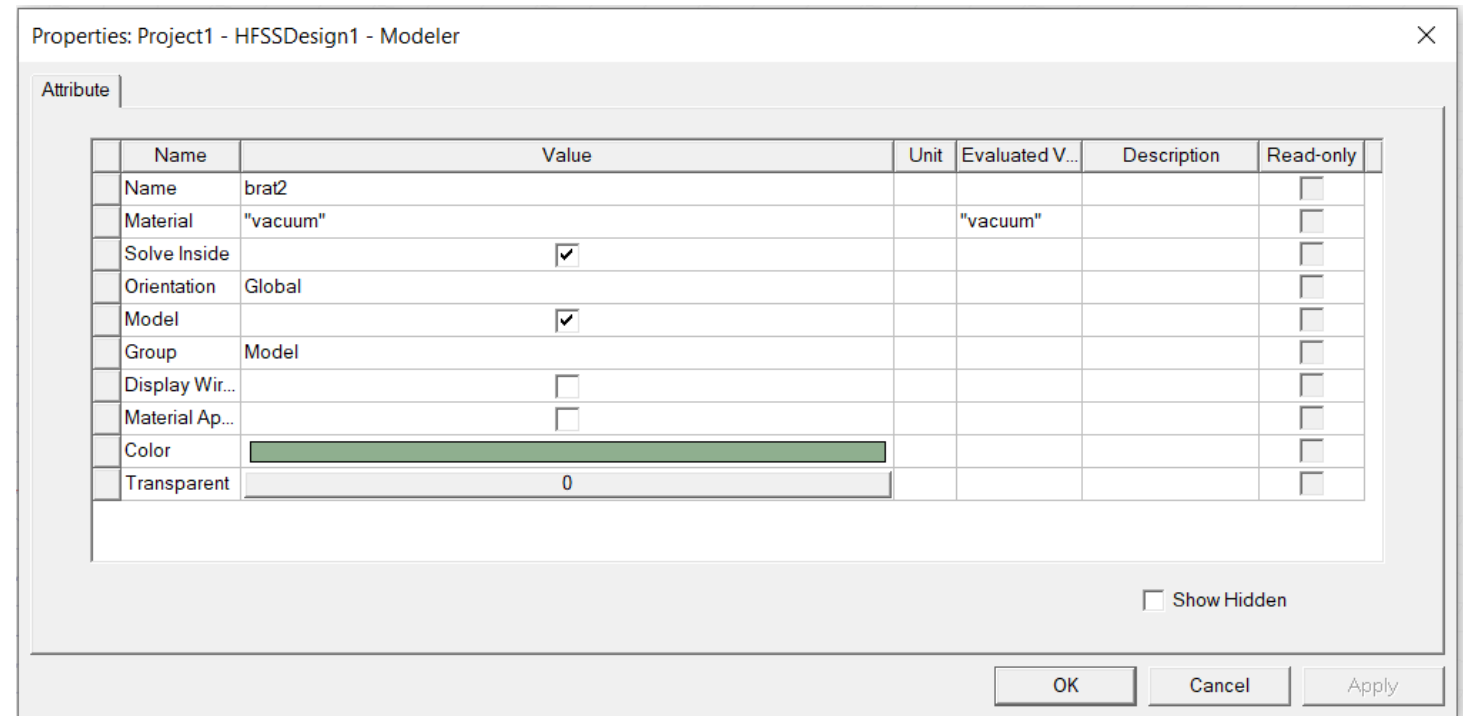 Properties: Project1 - HFSSDesign1 - Modeler
Attribute
Name Value Unit Evaluated V... Description Read-only
Name brat2
Material "vacuum" "vacuum"
Solve Inside
Orientation Global
Model
Group Model
Display Wir...
Material Ap...
Color
Transparent 0
Show Hidden
OK Cancel Apply